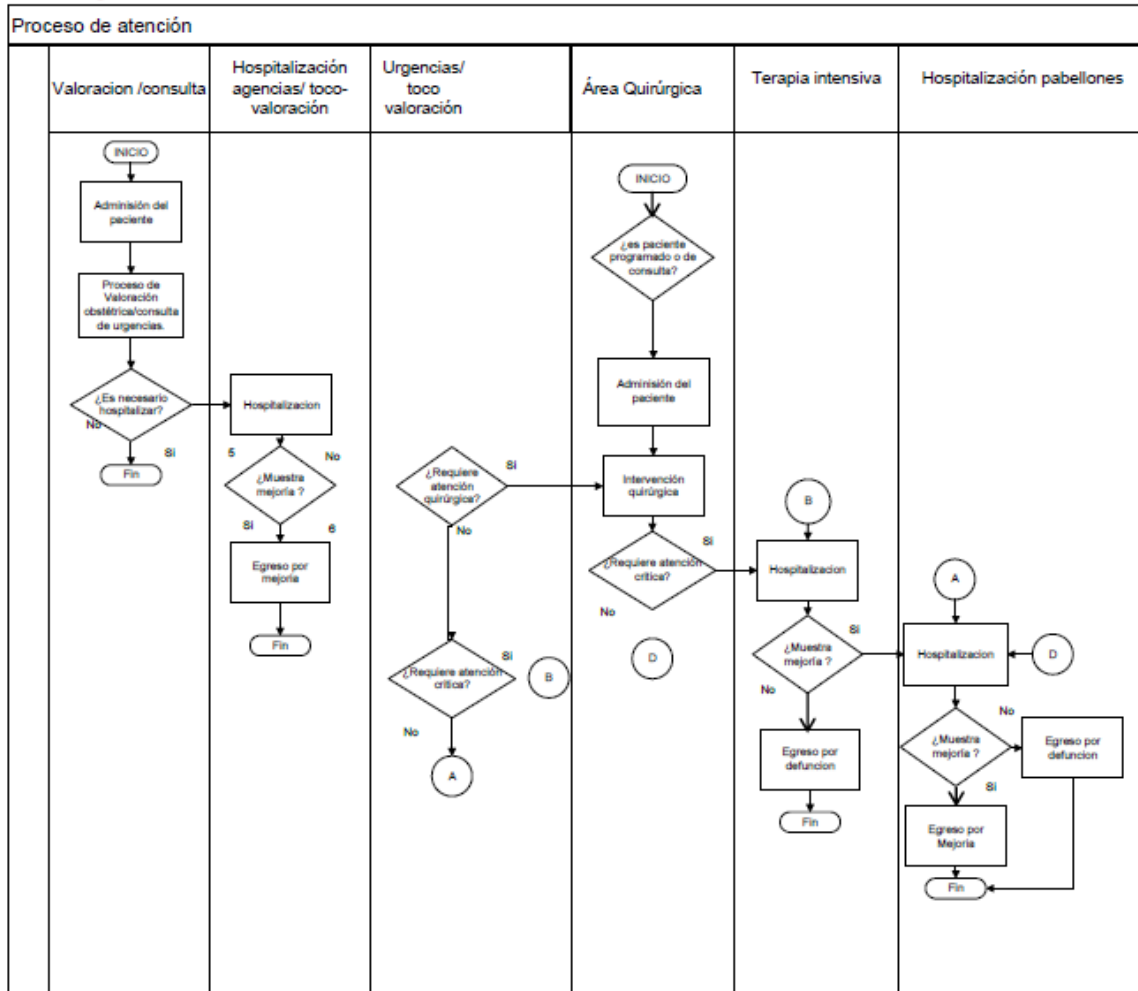 Proceso de atención
Valoracion /consulta
Hospitalización
agencias/ toco-
valoración
Urgencias/
toco
valoración
Área Quirúrgica
Terapia intensiva
Hospitalización pabellones
INICIO
Adminisión del
paciente
Proceso de
Valoración
obstétrica/consulta
de urgencias.
¿Es necesario
hospitalizar?
No
Si
Fin
Hospitalizacion
5
No
¿Muestra
mejoría ?
Si
6
Egreso por
mejoría
Fin
¿Requiere
atención
quirúrgica?
Si
No
¿Requiere atención
crítica?
Si
B
No
A
INICIO
¿es paciente
programado o de
consulta?
Adminisión del
paciente
Intervención
quirúrgica
Si
¿Requiere atención
crítica?
No
D
B
Hospitalizacion
Si
¿Muestra
mejoría ?
No
Egreso por
defuncion
Fin
A
Hospitalizacion
D
No
¿Muestra
mejoría ?
Egreso por
defuncion
Si
Egreso por
Mejoría
Fin